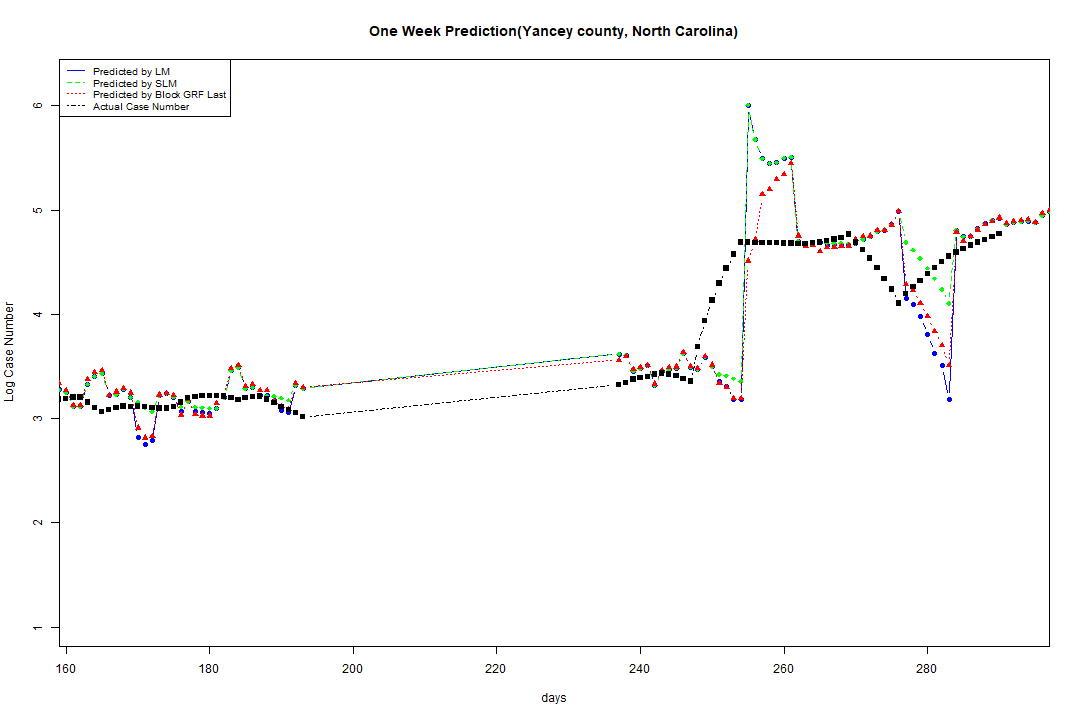 One Week Prediction(Yancey county, North Carolina)
Predicted by LM
Predicted by SLM
Predicted by Block GRF Last
Actual Case Number
6
5
4
3
2
1
Log Case Number
160 180 200 220 240 260 280
days